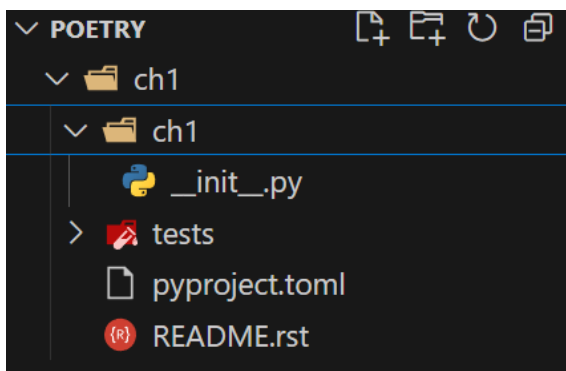 POETRY
ch1
ch1
__init__.py
tests
pyproject.toml
{R} README.rst